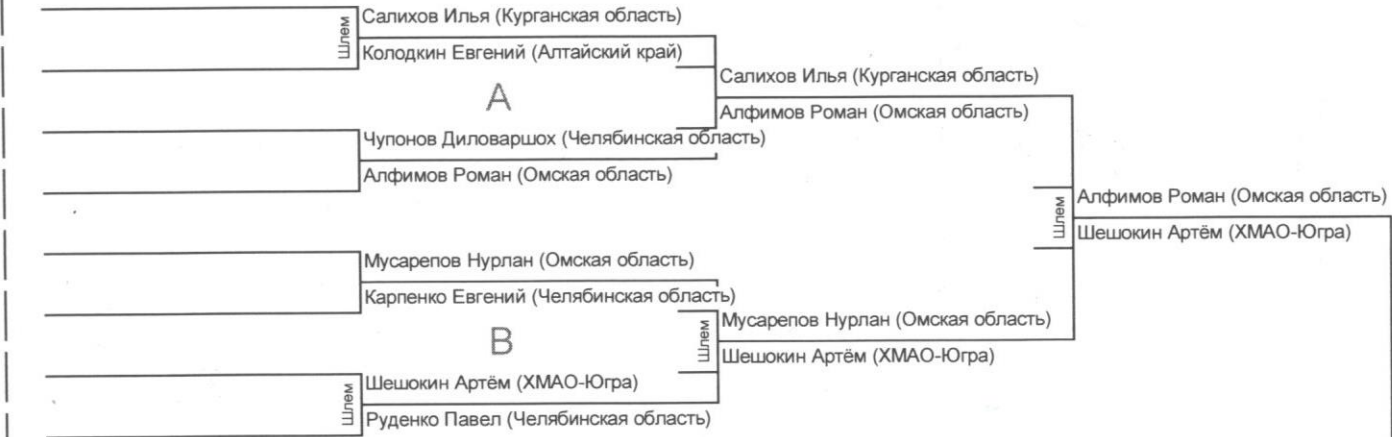 Шлем
Салихов Илья (Курганская область)
Колодкин Евгений (Алтайский край)
А
Салихов Илья (Курганская область)
Алфимов Роман (Омская область)
Чупонов Диловаршох (Челябинская область)
Алфимов Роман (Омская область)
Шлем
Алфимов Роман (Омская область)
Шешокин Артём (ХМАО-Югра)
Мусарепов Нурлан (Омская область)
Карпенко Евгений (Челябинская область)
В
Шлем
Мусарепов Нурлан (Омская область)
Шешокин Артём (ХМАО-Югра)
Шлем
Шешокин Артём (ХМАО-Югра)
Руденко Павел (Челябинская область)